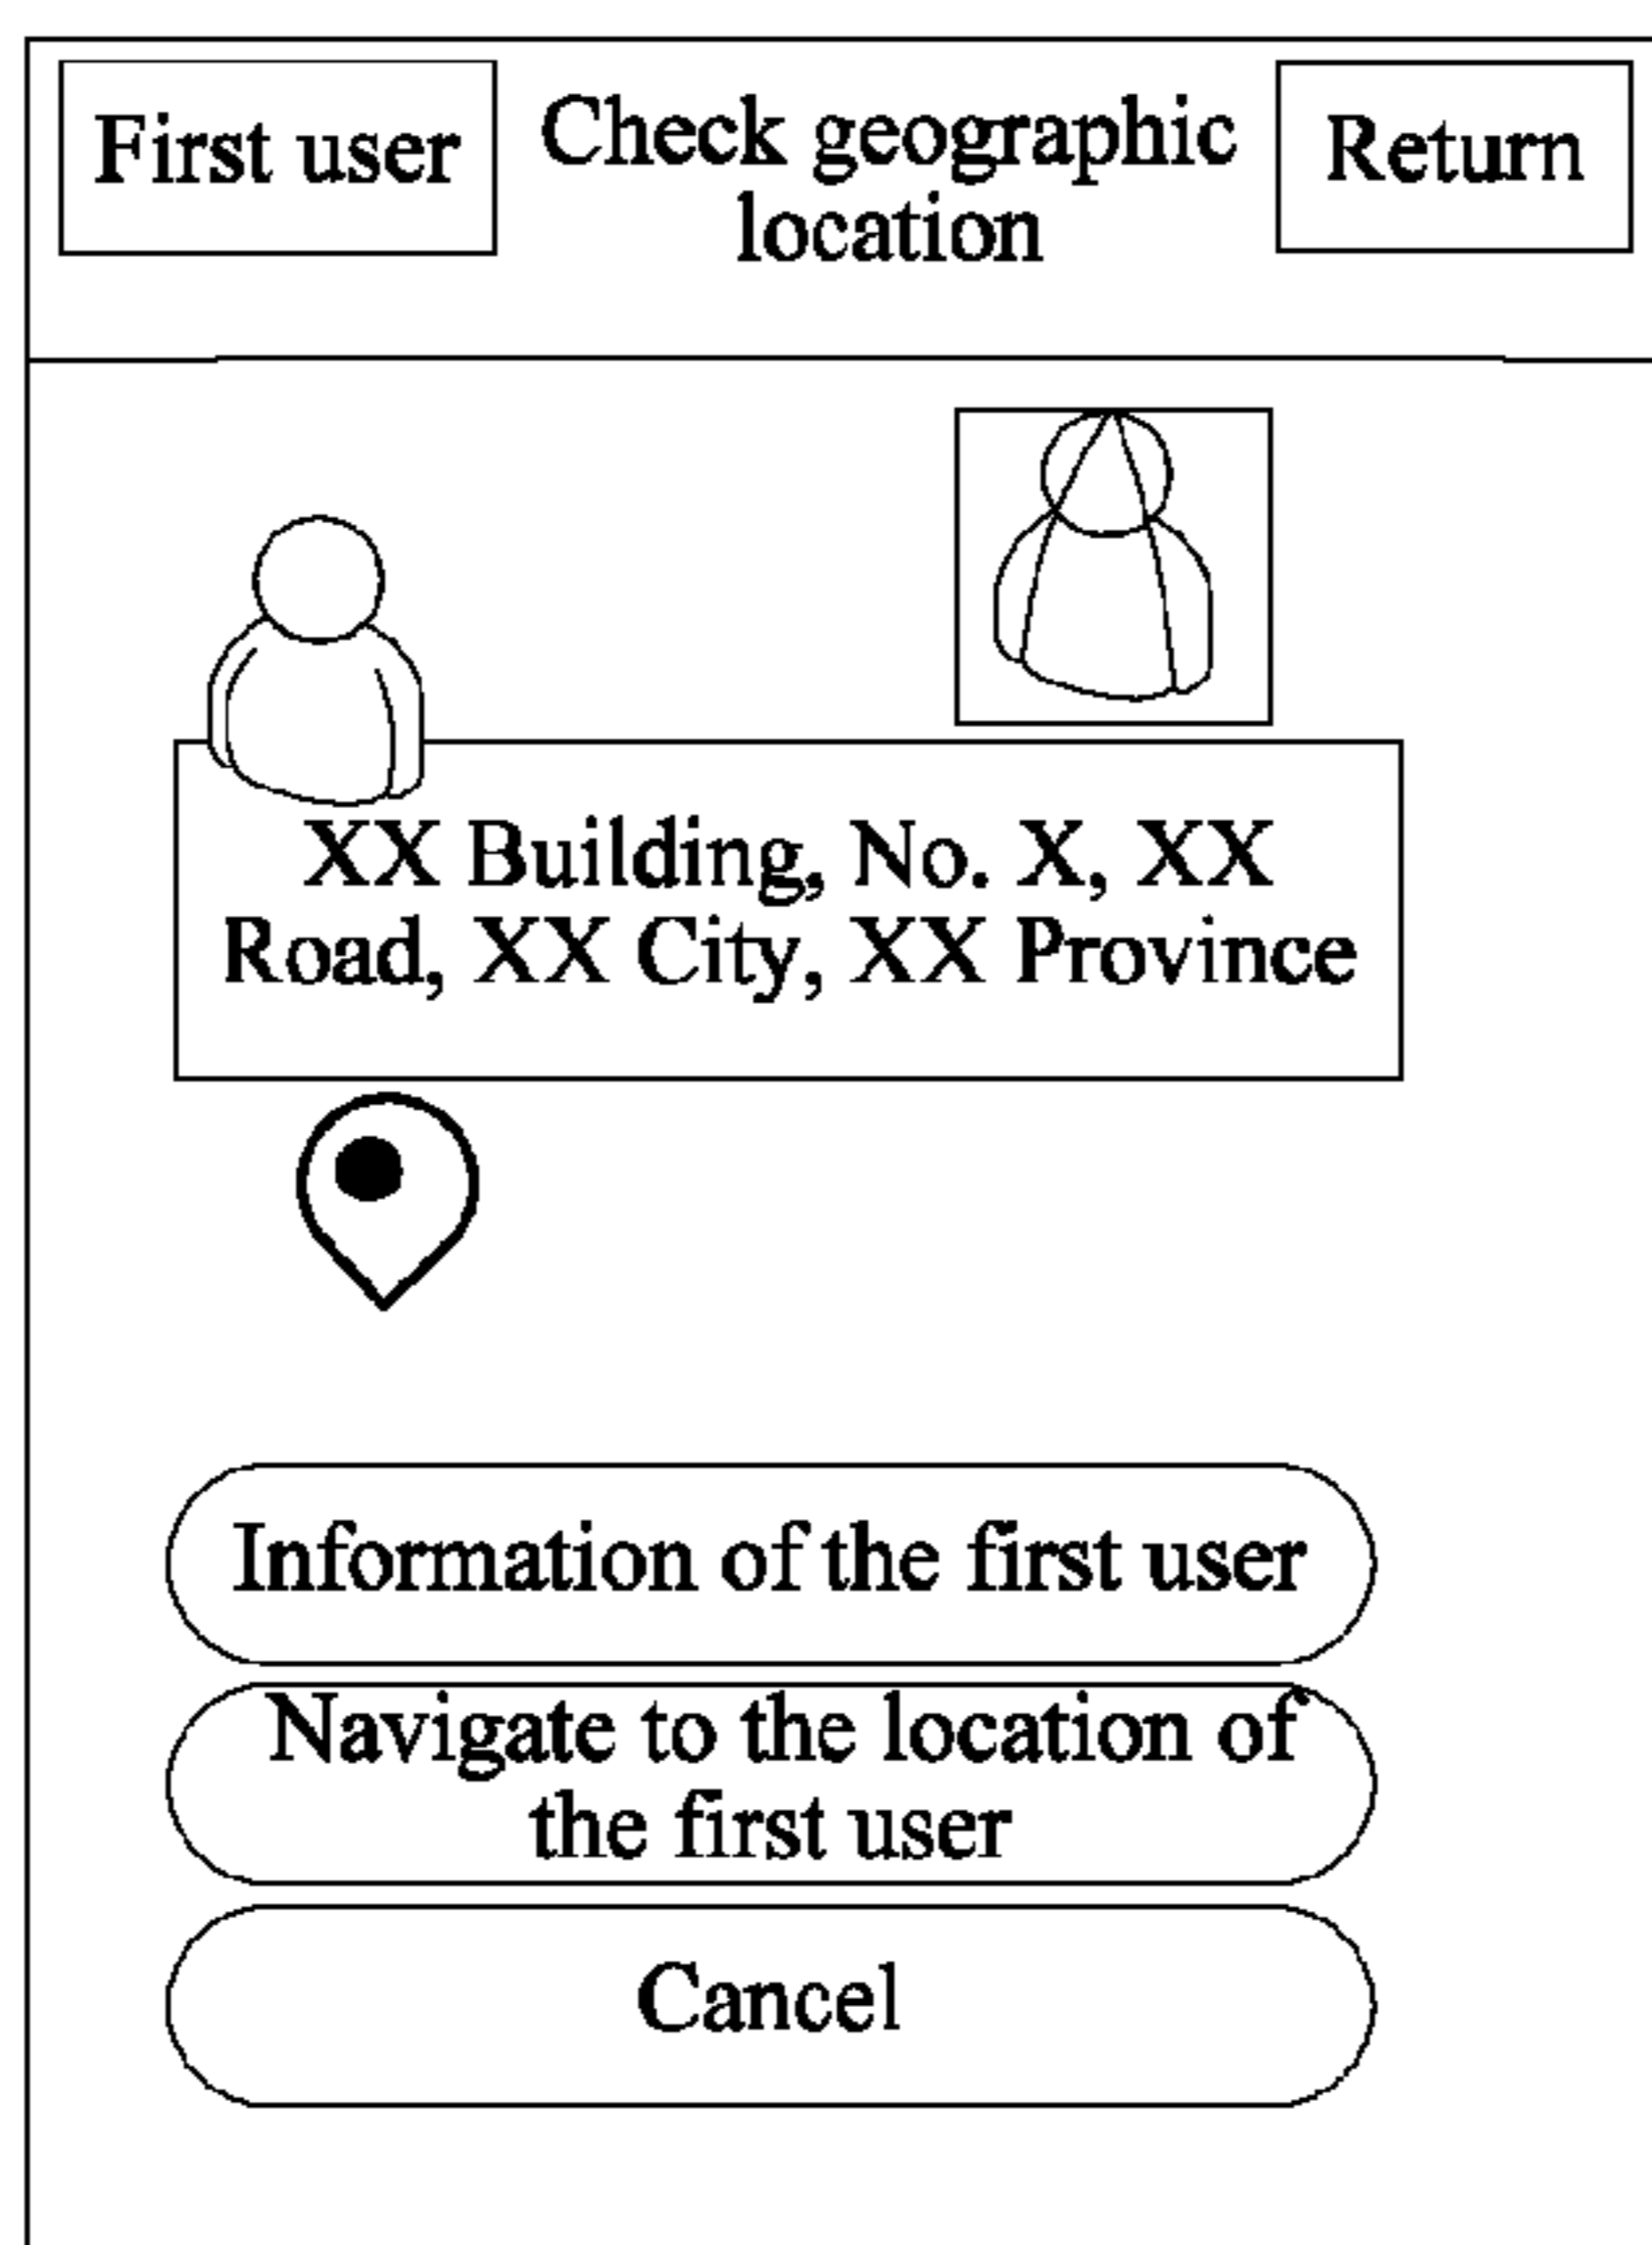 First user
Check geographic
location
Return
XX Building, No. X, XX
Road, XX City, XX Province
Information of the first user
Navigate to the location of
the first user
Cancel